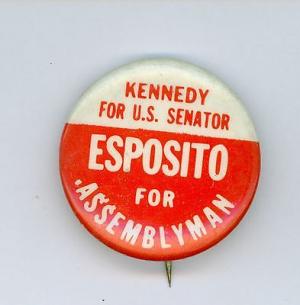 KENNEDY
FOR U.S. SENATOR
ESPOSITO
FOR
ASSEMBLYMAN